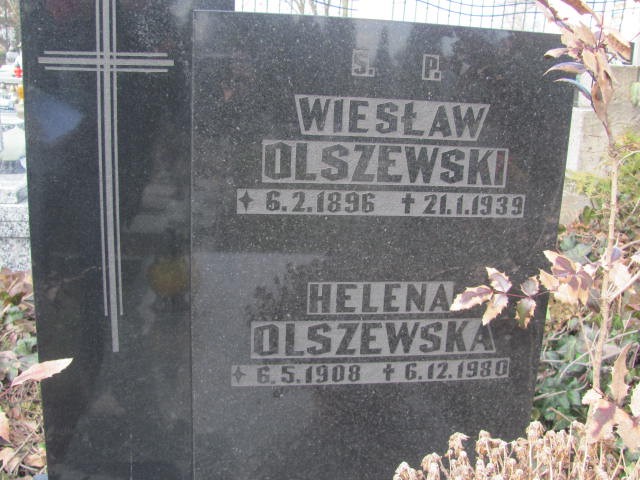 Ś. P.
WIESŁAW
OLSZEWSKI
✦ 6.2.1896 ✝ 21.1.1939
HELENA
OLSZEWSKA
✦ 6.5.1908 ✝ 6.12.1980